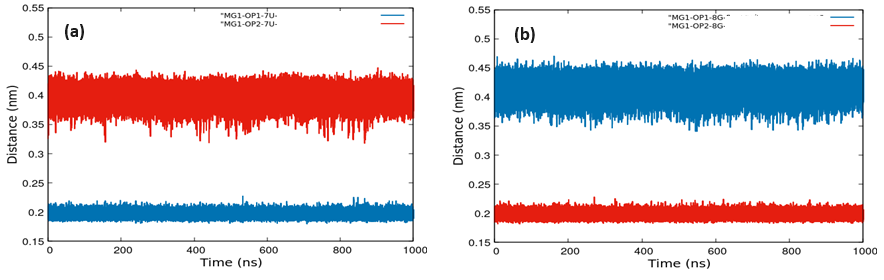 (a)
"MG1-OP1-7U-
"MG1-OP2-7U-
0.55
0.5
0.45
0.4
0.35
0.3
0.25
0.2
0.15
Distance (nm)
0 200 400 600 800 1000
Time (ns)
(b)
"MG1-OP1-8G-
"MG1-OP2-8G-
0.55
0.5
0.45
0.4
0.35
0.3
0.25
0.2
0.15
Distance (nm)
0 200 400 600 800 1000
Time (ns)